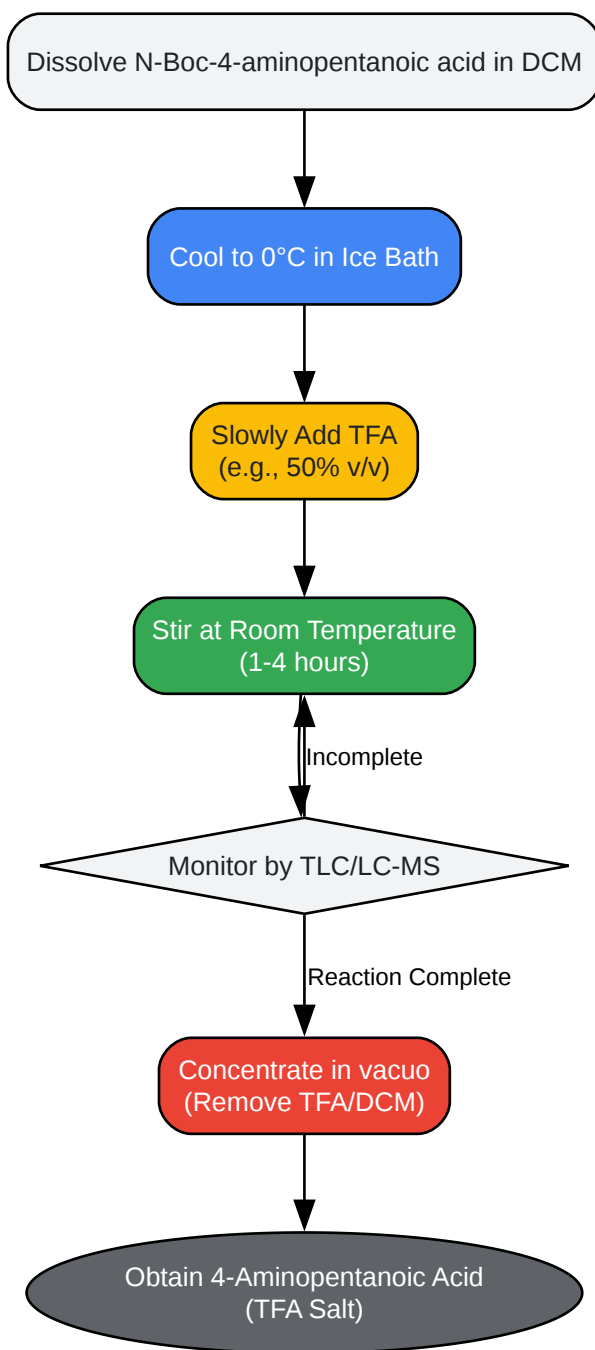 Dissolve N-Boc-4-aminopentanoic acid in DCM
Cool to 0°C in Ice Bath
Slowly Add TFA
(e.g., 50% v/v)
Stir at Room Temperature
(1-4 hours)
Incomplete
Monitor by TLC/LC-MS
Reaction Complete
Concentrate in vacuo
(Remove TFA/DCM)
Obtain 4-Aminopentanoic Acid
(TFA Salt)